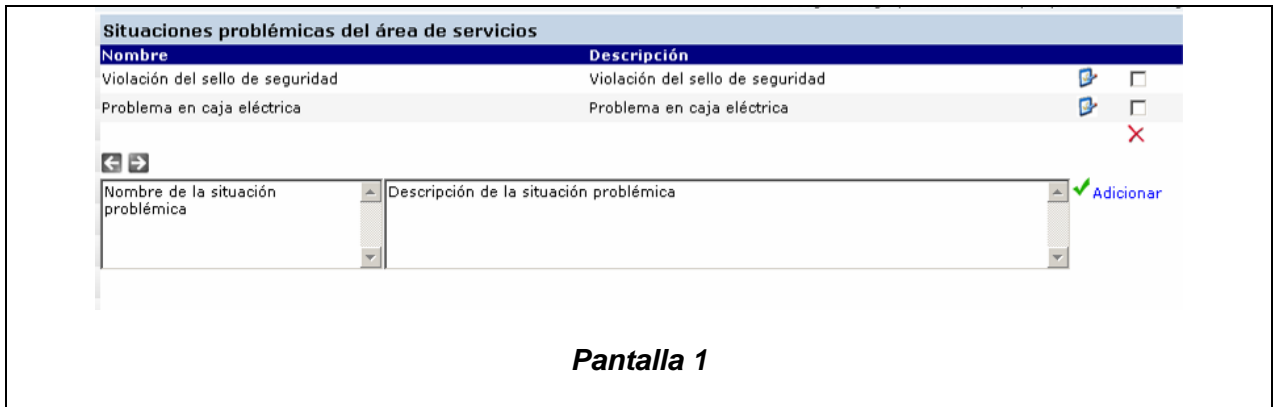 Situaciones problémicas del área de servicios
Nombre Descripción
Violación del sello de seguridad Violación del sello de seguridad
Problema en caja eléctrica Problema en caja eléctrica
Nombre de la situación problémica Descripción de la situación problémica Adicionar
Pantalla 1